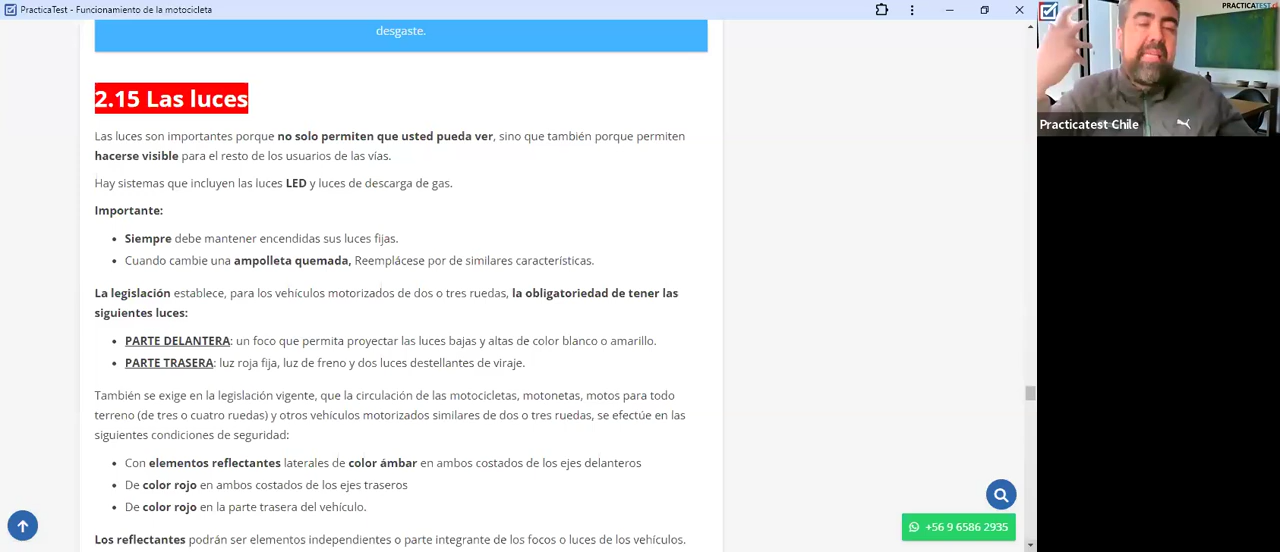 PracticaTest - Funcionamiento de la motocicleta
PRACTICATEST
desgaste.
2.15 Las luces
Las luces son importantes porque no solo permiten que usted pueda ver, sino que también porque permiten
hacerse visible para el resto de los usuarios de las vías.
Hay sistemas que incluyen las luces LED y luces de descarga de gas.
Importante:
Siempre debe mantener encendidas sus luces fijas.
Cuando cambie una ampolleta quemada, Reemplácese por de similares características.
La legislación establece, para los vehículos motorizados de dos o tres ruedas, la obligatoriedad de tener las
siguientes luces:
PARTE DELANTERA: un foco que permita proyectar las luces bajas y altas de color blanco o amarillo.
PARTE TRASERA: luz roja fija, luz de freno y dos luces destellantes de viraje.
También se exige en la legislación vigente, que la circulación de las motocicletas, motonetas, motos para todo
terreno (de tres o cuatro ruedas) y otros vehículos motorizados similares de dos o tres ruedas, se efectúe en las
siguientes condiciones de seguridad:
Con elementos reflectantes laterales de color ámbar en ambos costados de los ejes delanteros
De color rojo en ambos costados de los ejes traseros
De color rojo en la parte trasera del vehículo.
Los reflectantes podrán ser elementos independientes o parte integrante de los focos o luces de los vehículos.
+56 9 6586 2935
Practicatest Chile